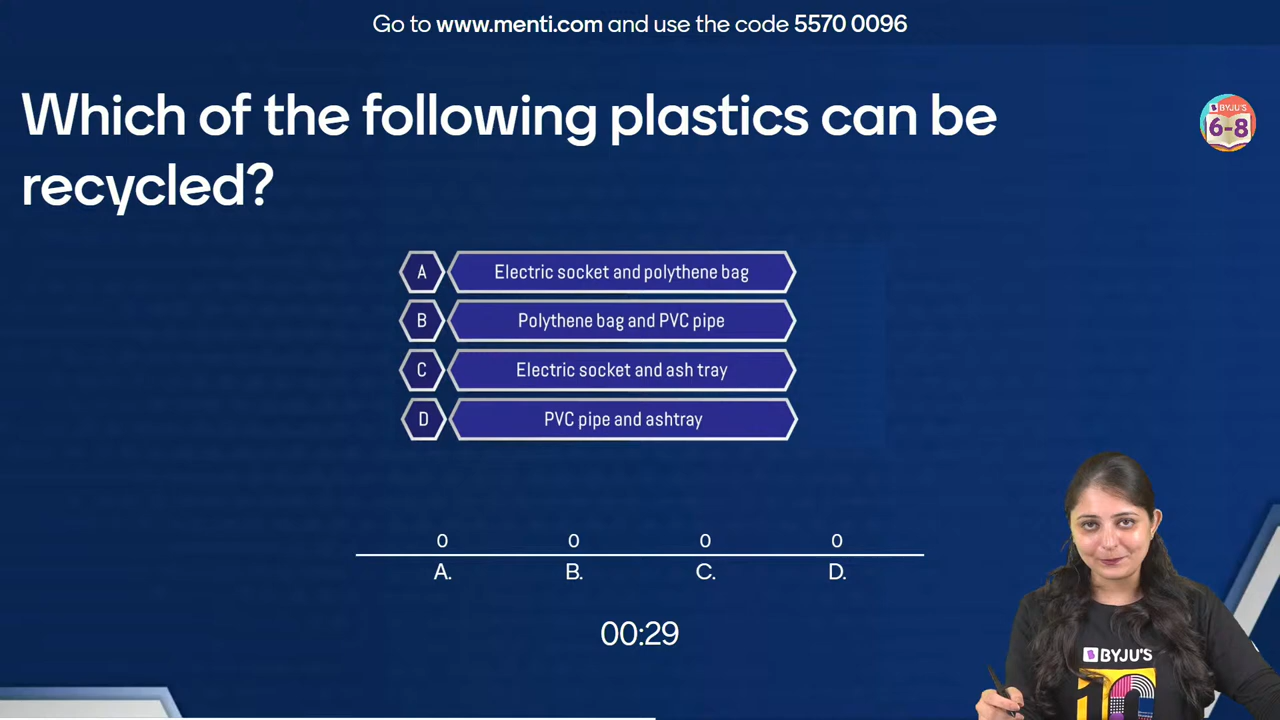 Go to www.menti.com and use the code 5570 0096
Which of the following plastics can be
recycled?
BYJU'S
6-8
A Electric socket and polythene bag
B Polythene bag and PVC pipe
C Electric socket and ash tray
D PVC pipe and ashtray
0 0 0 0
A. B. C. D.
00:29
BYJU'S
10